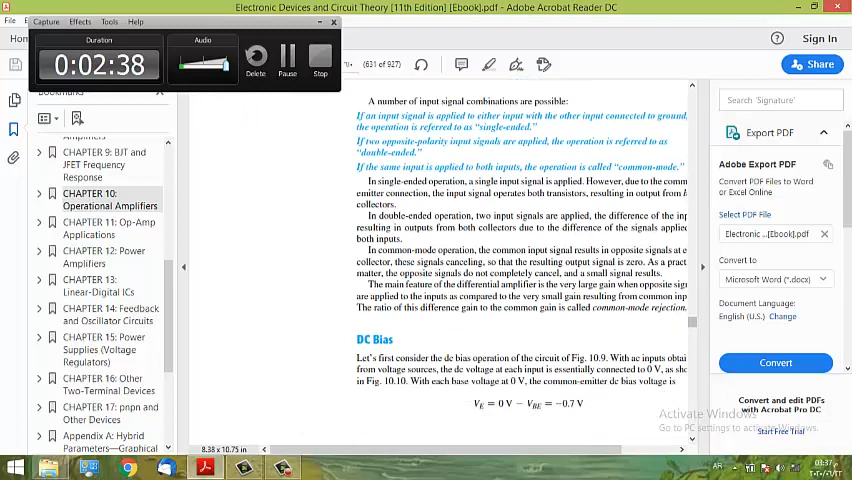 Electronic Devices and Circuit Theory [11th Edition] [Ebook].pdf - Adobe Acrobat Reader DC
Capture Effects Tools Help
Duration
0:02:38
Audio
Delete Pause Stop
Sign In
(631 of 927)
Share
Bookmarks
Amplifiers
CHAPTER 9: BJT and
JFET Frequency
Response
CHAPTER 10:
Operational Amplifiers
CHAPTER 11: Op-Amp
Applications
CHAPTER 12: Power
Amplifiers
CHAPTER 13:
Linear-Digital ICs
CHAPTER 14: Feedback
and Oscillator Circuits
CHAPTER 15: Power
Supplies (Voltage
Regulators)
CHAPTER 16: Other
Two-Terminal Devices
CHAPTER 17: pnpn and
Other Devices
Appendix A: Hybrid
Parameters—Graphical
A number of input signal combinations are possible:
If an input signal is applied to either input with the other input connected to ground,
the operation is referred to as “single-ended.”
If two opposite-polarity input signals are applied, the operation is referred to as
“double-ended.”
If the same input is applied to both inputs, the operation is called “common-mode.”
In single-ended operation, a single input signal is applied. However, due to the comm
emitter connection, the input signal operates both transistors, resulting in output from
collectors.
In double-ended operation, two input signals are applied, the difference of the inp
resulting in outputs from both collectors due to the difference of the signals applied
both inputs.
In common-mode operation, the common input signal results in opposite signals at e
collector, these signals canceling, so that the resulting output signal is zero. As a pract
matter, the opposite signals do not completely cancel, and a small signal results.
The main feature of the differential amplifier is the very large gain when opposite sign
are applied to the inputs as compared to the very small gain resulting from common inp
The ratio of this difference gain to the common gain is called common-mode rejection.
DC Bias
Let’s first consider the dc bias operation of the circuit of Fig. 10.9. With ac inputs obtai
from voltage sources, the dc voltage at each input is essentially connected to 0 V, as sho
in Fig. 10.10. With each base voltage at 0 V, the common-emitter dc bias voltage is
VE = 0 V − VBE = −0.7 V
8.38 x 10.75 in
Search 'Signature'
Export PDF
Adobe Export PDF
Convert PDF Files to Word
or Excel Online
Select PDF File
Electronic ...[Ebook].pdf
Convert to
Microsoft Word (*.docx)
Document Language:
English (U.S.) Change
Convert
Convert and edit PDFs
with Acrobat Pro DC
Start Free Trial
Activate Windows
Go to PC settings to activate Windows.
AR